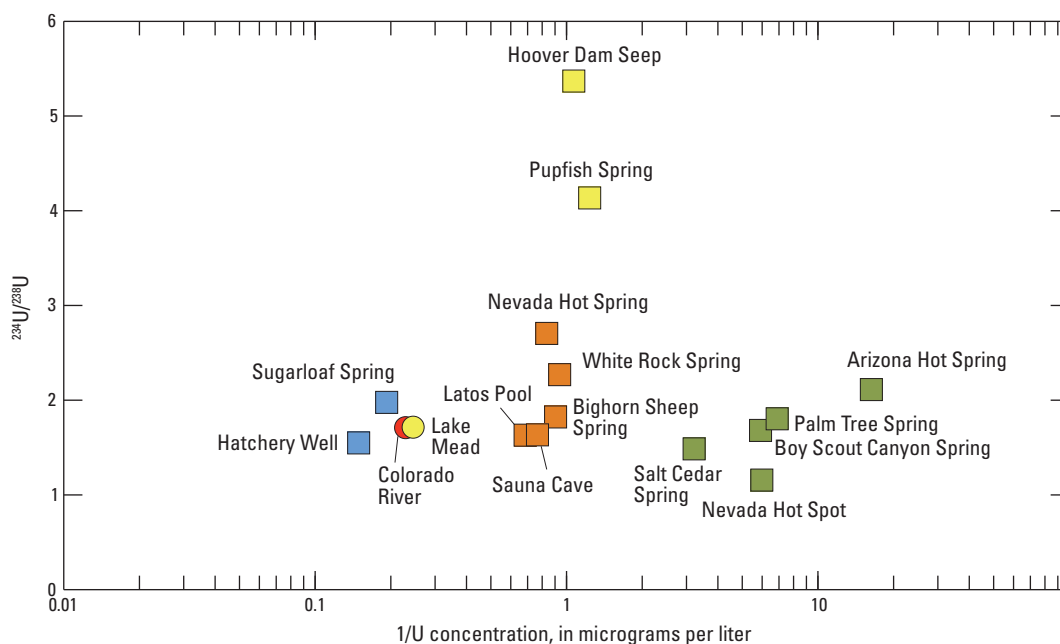 6
Hoover Dam Seep
5
Pupfish Spring
4
²³⁴U/²³⁸U
3
Nevada Hot Spring
White Rock Spring
Arizona Hot Spring
Sugarloaf Spring
Latos Pool
2
Bighorn Sheep
Spring
Palm Tree Spring
Lake
Mead
Hatchery Well
Boy Scout Canyon Spring
Colorado
River
Sauna Cave
Salt Cedar
Spring
1
Nevada Hot Spot
0
0.01
0.1
1
10
1/U concentration, in micrograms per liter